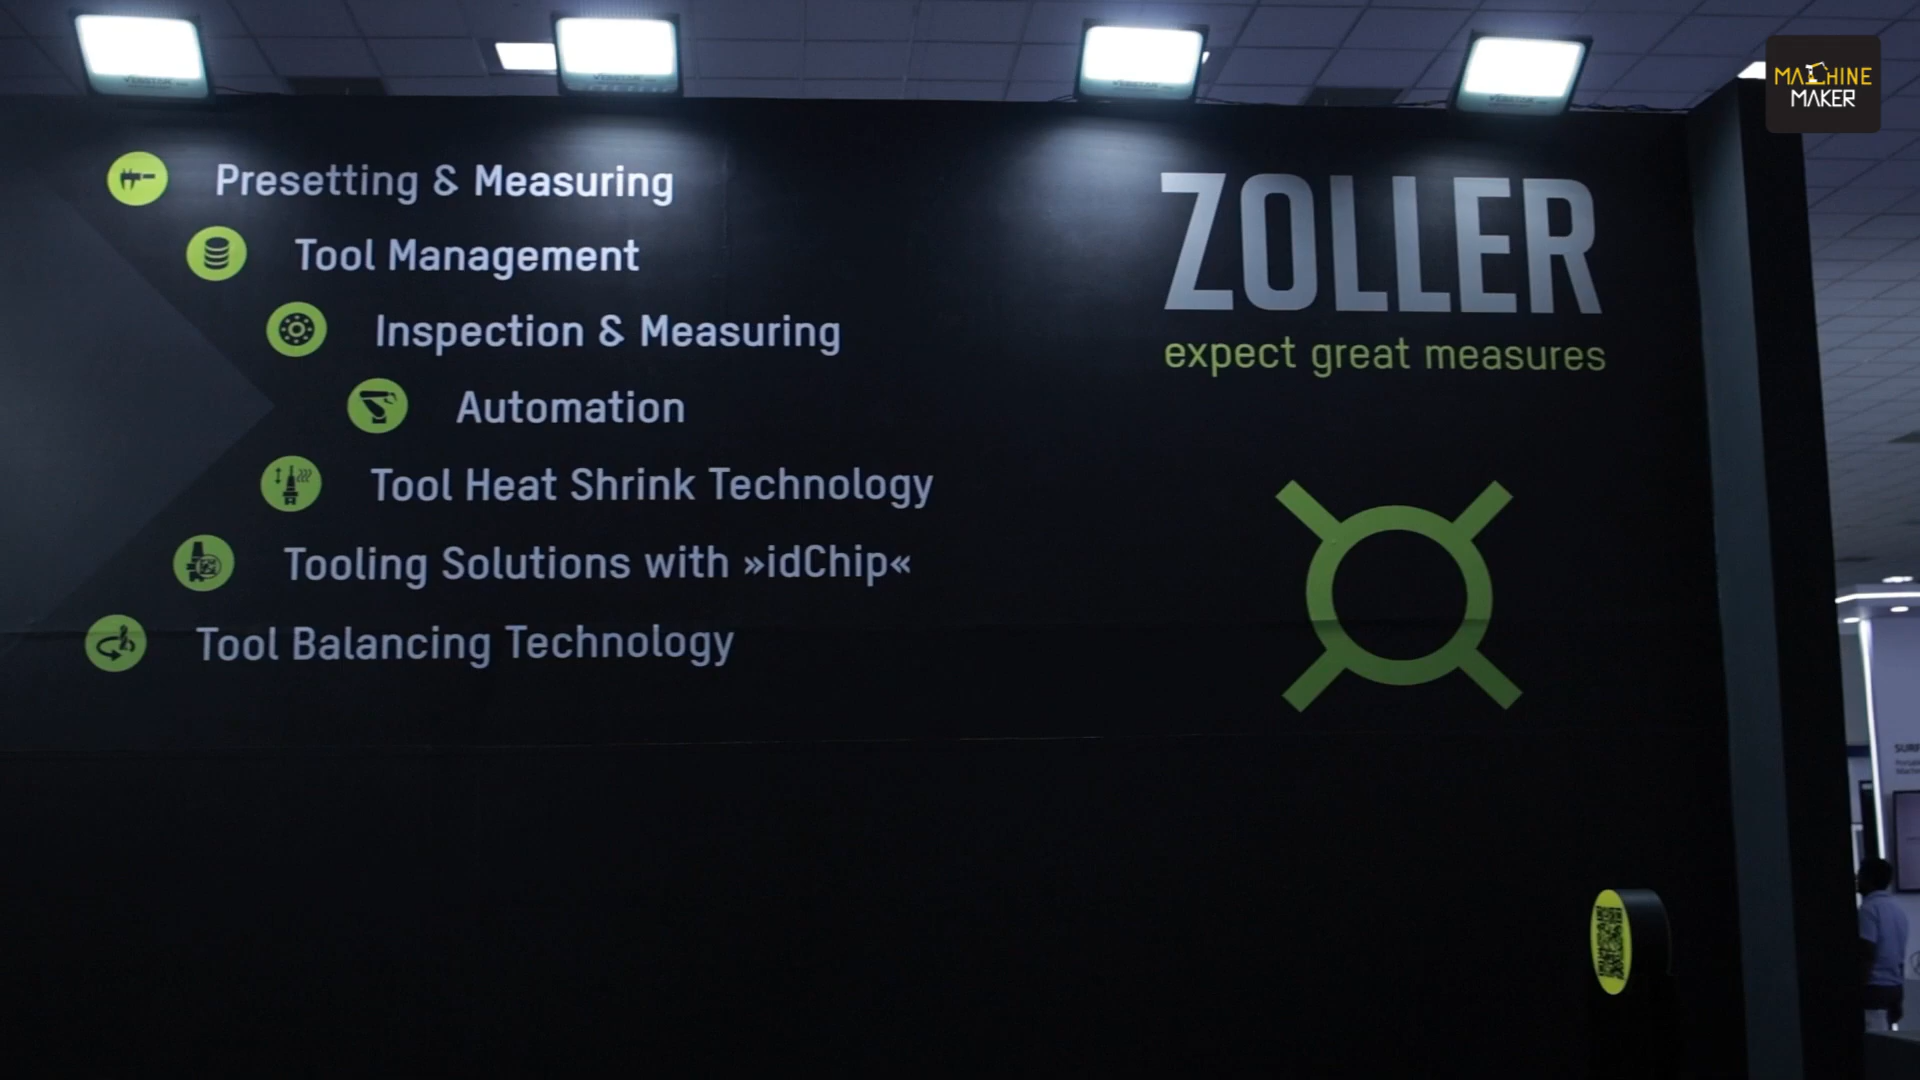 MACHINE
MAKER
Presetting & Measuring
Tool Management
Inspection & Measuring
Automation
Tool Heat Shrink Technology
Tooling Solutions with »idChip«
Tool Balancing Technology
ZOLLER
expect great measures